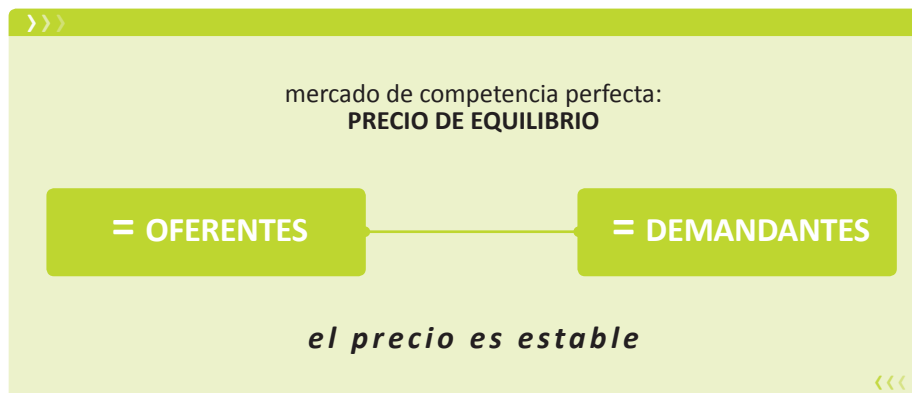 mercado de competencia perfecta:
PRECIO DE EQUILIBRIO
= OFERENTES
= DEMANDANTES
el precio es estable